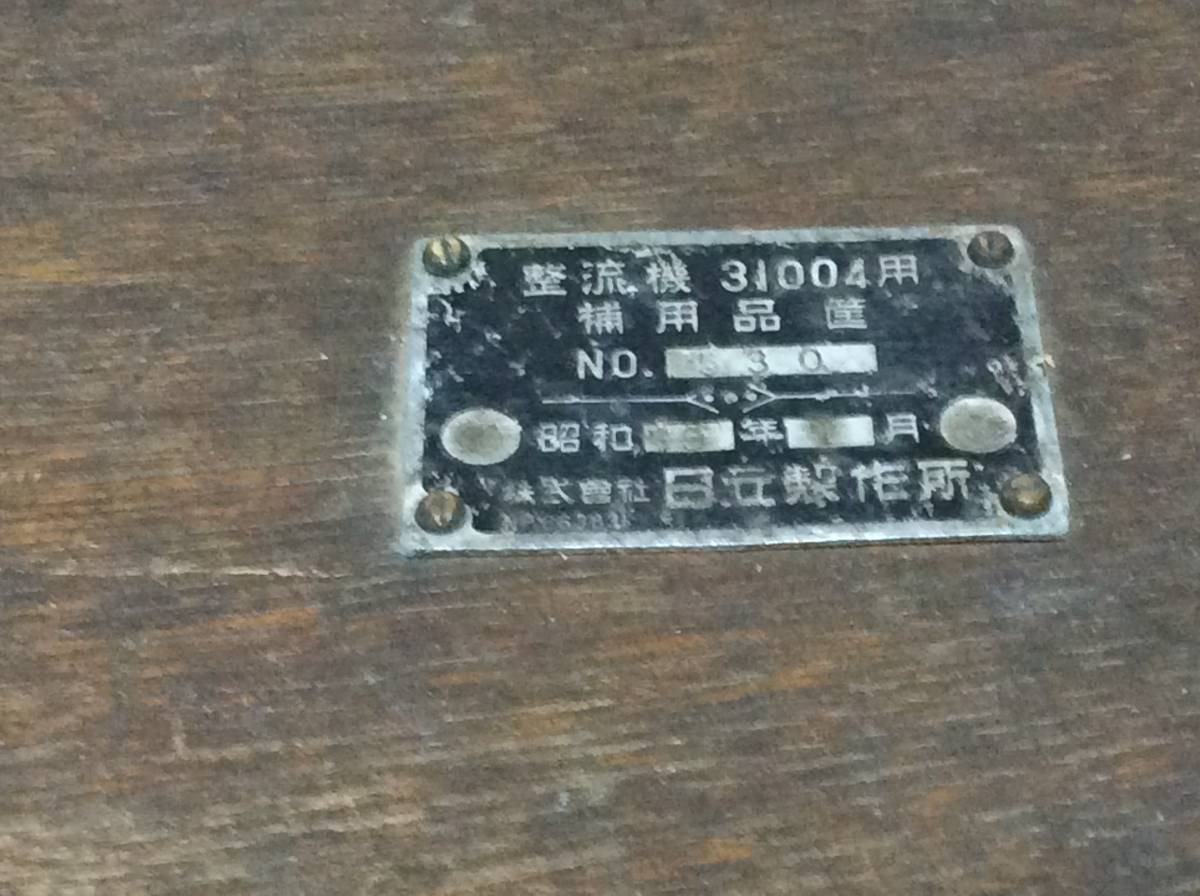 整流機 31004用
補用品筐
NO. 30
昭和 年 月
株式會社 日立製作所